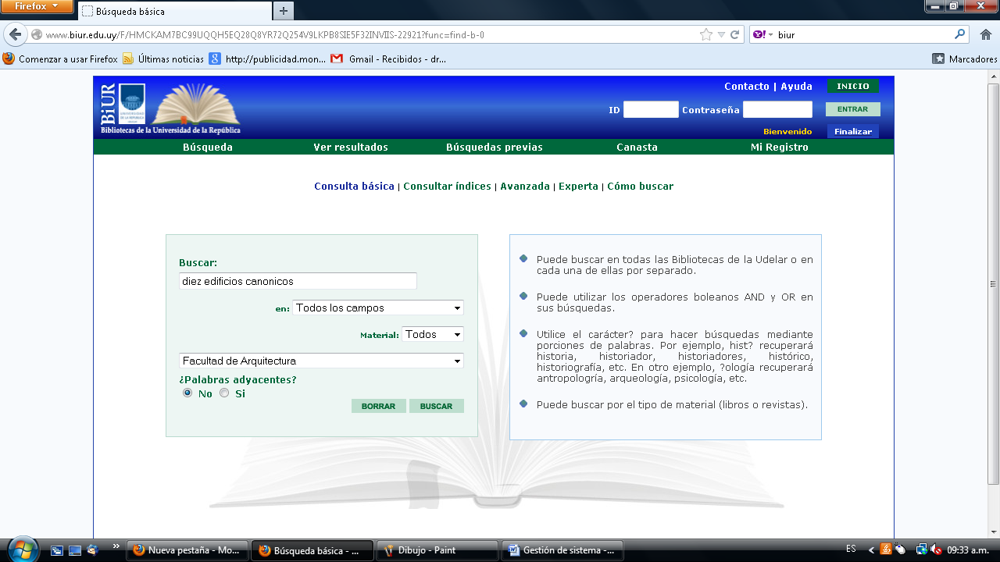 Firefox
Búsqueda básica
www.biur.edu.uy/F/HMCKAM7BC9UQSLH5EQ28Q8YR72Q254V9LKPB8SIE5F32INVIIS-22921?func=find-b-0
biur
Comenzar a usar Firefox
Últimas noticias
http://publicidad.mon...
Gmail - Recibidos - dr...
Marcadores
BiUR
Bibliotecas de la Universidad de la República
Contacto | Ayuda
INICIO
ID
Contraseña
ENTRAR
Bienvenido
Finalizar
Búsqueda
Ver resultados
Búsquedas previas
Canasta
Mi Registro
Consulta básica | Consultar índices | Avanzada | Experta | Cómo buscar
Buscar:
diez edificios canonicos
en: Todos los campos
Material: Todos
Facultad de Arquitectura
¿Palabras adyacentes?
No Si
BORRAR BUSCAR
Puede buscar en todas las Bibliotecas de la Udelar o en
cada una de ellas por separado.
Puede utilizar los operadores boleanos AND y OR en
sus búsquedas.
Utilice el carácter? para hacer búsquedas mediante
porciones de palabras. Por ejemplo, hist? recuperará
historia, historiador, historiadores, histórico,
historiografía, etc. En otro ejemplo, ?ología recuperará
antropología, arqueología, psicología, etc.
Puede buscar por el tipo de material (libros o revistas).
Nueva pestaña - Mo...
Búsqueda básica - ...
Dibujo - Paint
Gestión de sistema -...
ES
09:33 a.m.